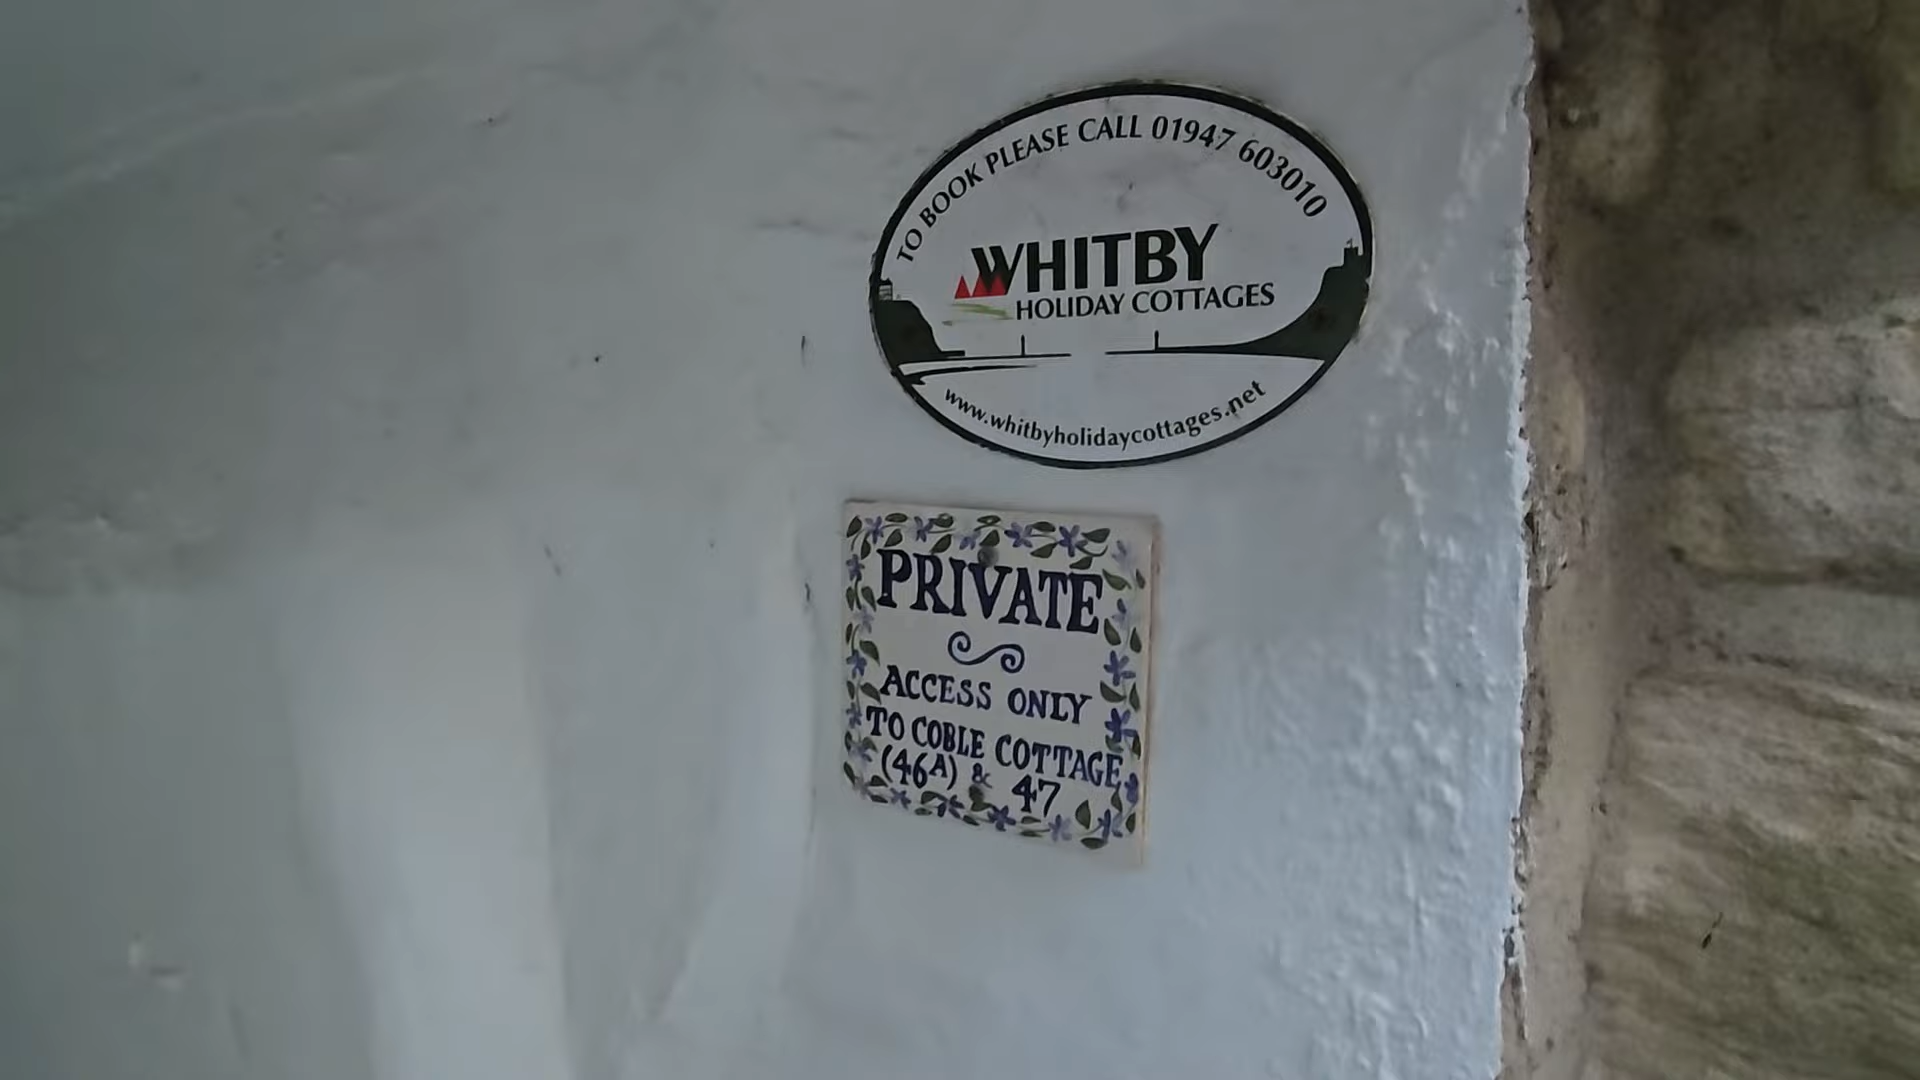 TO BOOK PLEASE CALL 01947 603010
WHITBY
HOLIDAY COTTAGES
www.whitbyholidaycottages.net
PRIVATE
ACCESS ONLY
TO COBLE COTTAGE
(46A) & 47